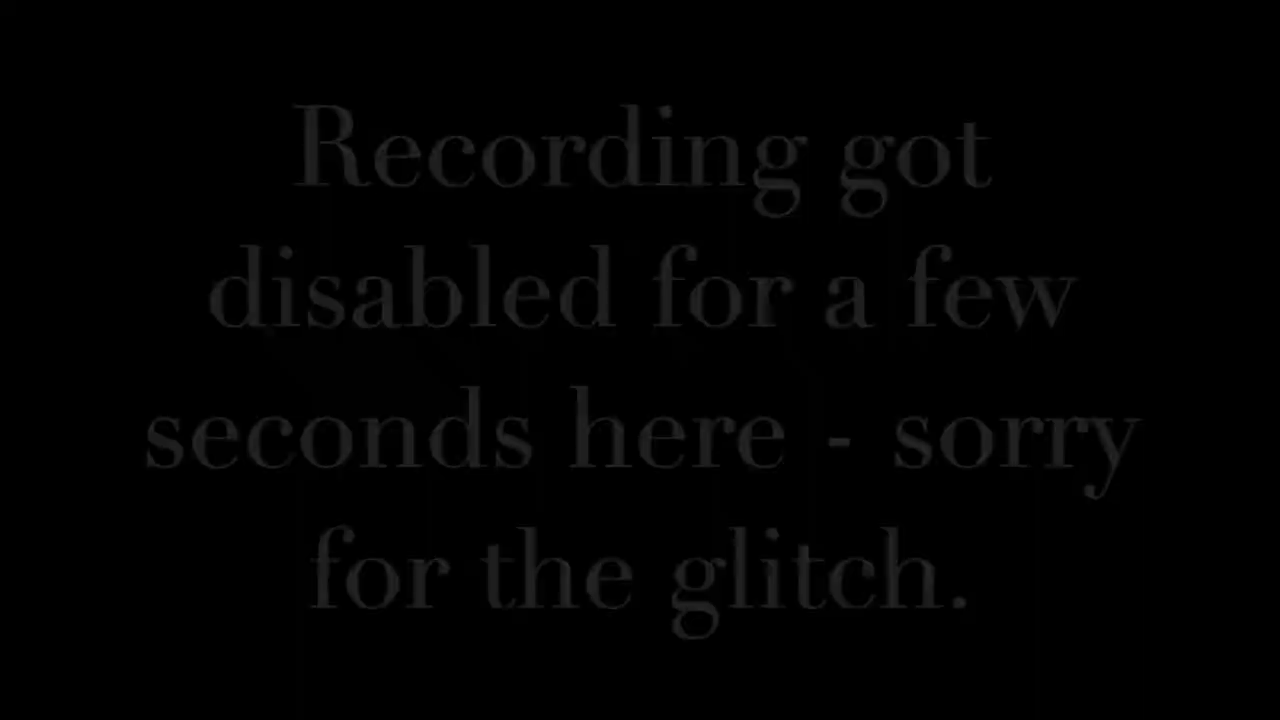 Recording got
disabled for a few
seconds here - sorry
for the glitch.